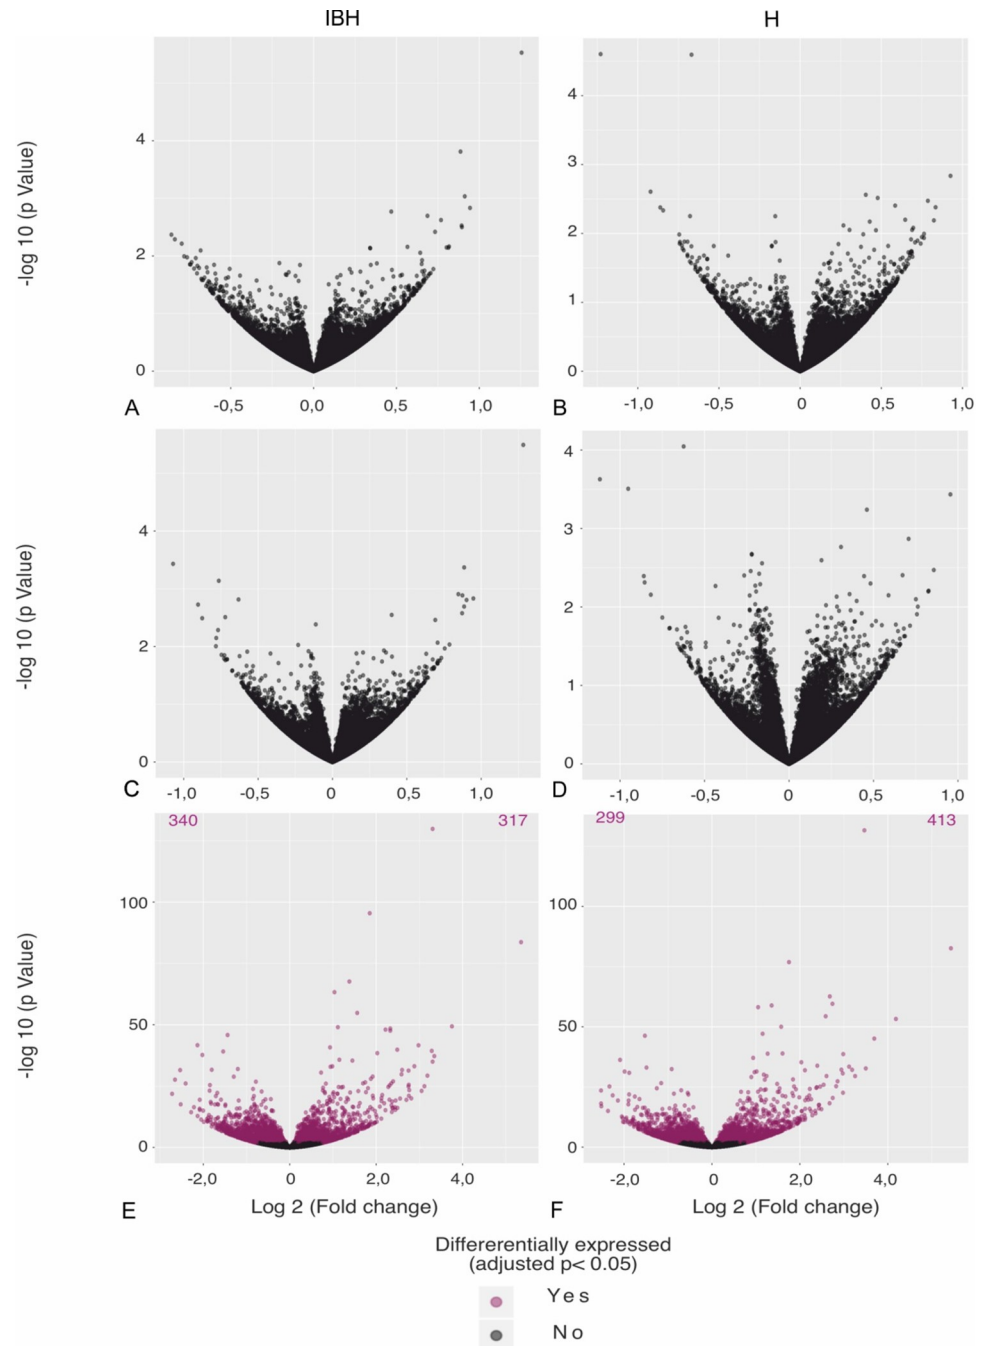 IBH
H
-log 10 (p Value)
4
2
0
-0,5 0,0 0,5 1,0
A
4
3
2
1
0
-1,0 -0,5 0 0,5 1,0
B
-log 10 (p Value)
4
2
0
-1,0 -0,5 0 0,5 1,0
C
4
3
2
1
0
-1,0 -0,5 0 0,5 1,0
D
-log 10 (p Value)
340 317
100
50
0
-2,0 0 2,0 4,0
E Log 2 (Fold change)
299 413
100
50
0
-2,0 0 2,0 4,0
F Log 2 (Fold change)
Differerentially expressed
(adjusted p< 0.05)
Yes
No